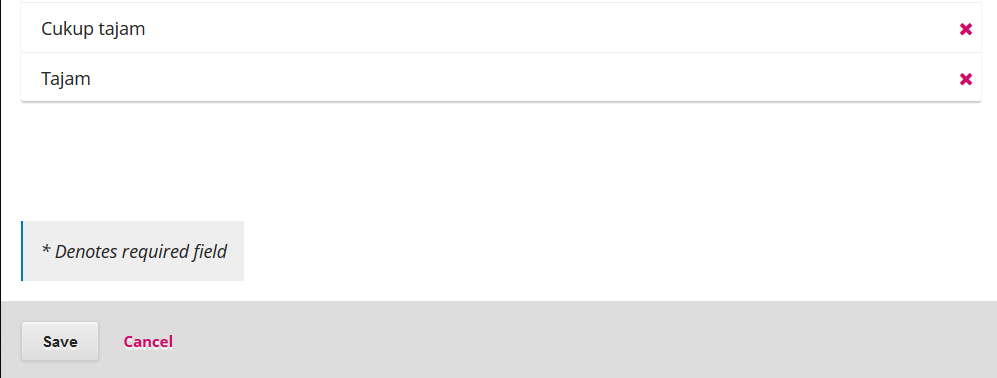 Cukup tajam
Tajam
* Denotes required field
Save Cancel